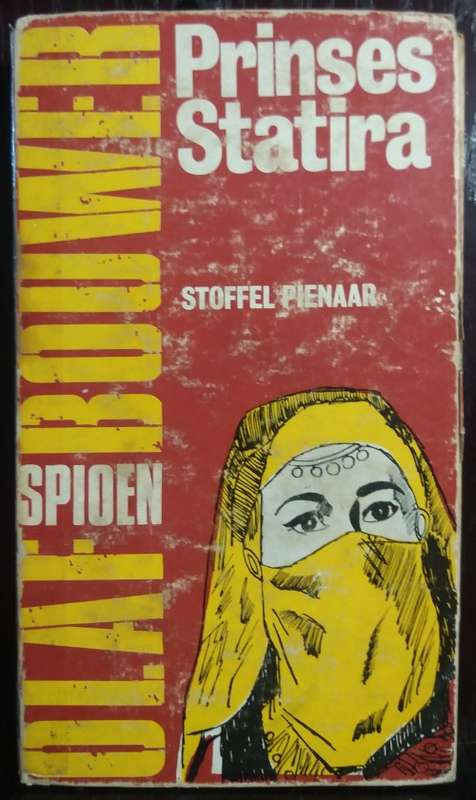 Prinses
Statira
STOFFEL PIENAAR
OLAF BOUWER
SPIOEN